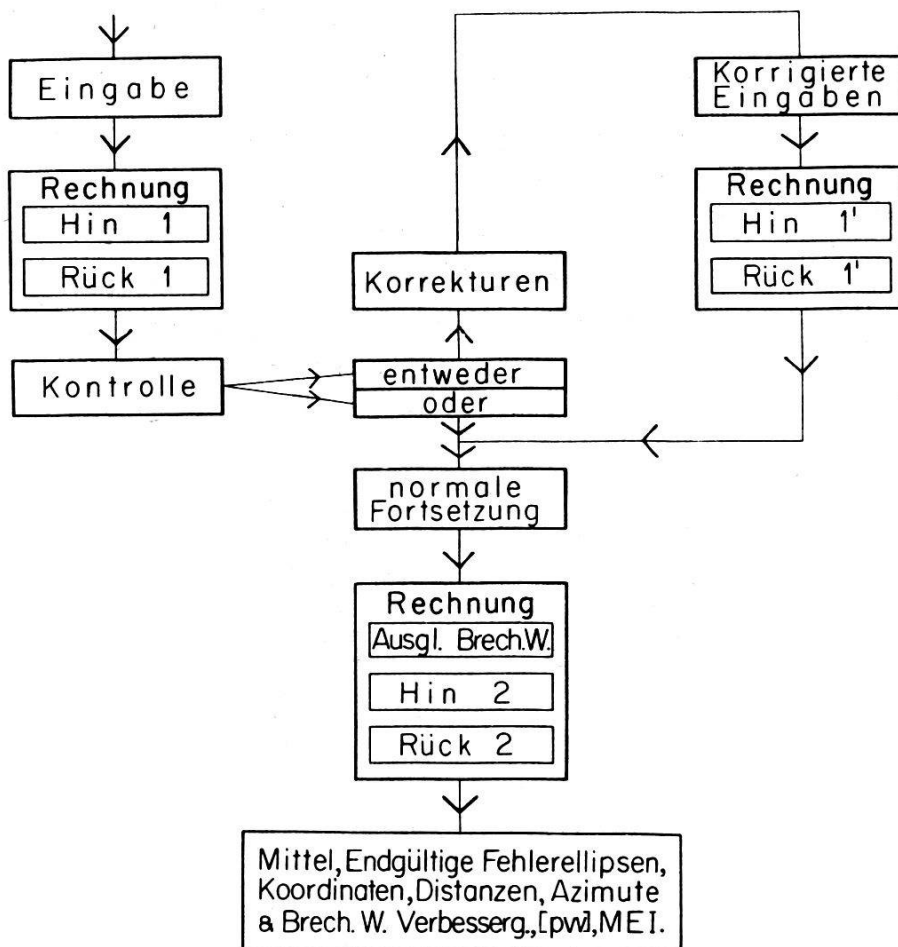 Eingabe
Rechnung
Hin 1
Rück 1
Kontrolle
Korrekturen
entweder
oder
Korrigierte
Eingaben
Rechnung
Hin 1'
Rück 1'
normale
Fortsetzung
Rechnung
Ausgl. Brech.W.
Hin 2
Rück 2
Mittel, Endgültige Fehlerellipsen,
Koordinaten, Distanzen, Azimute
& Brech. W. Verbesserg., [pvv], MEI.